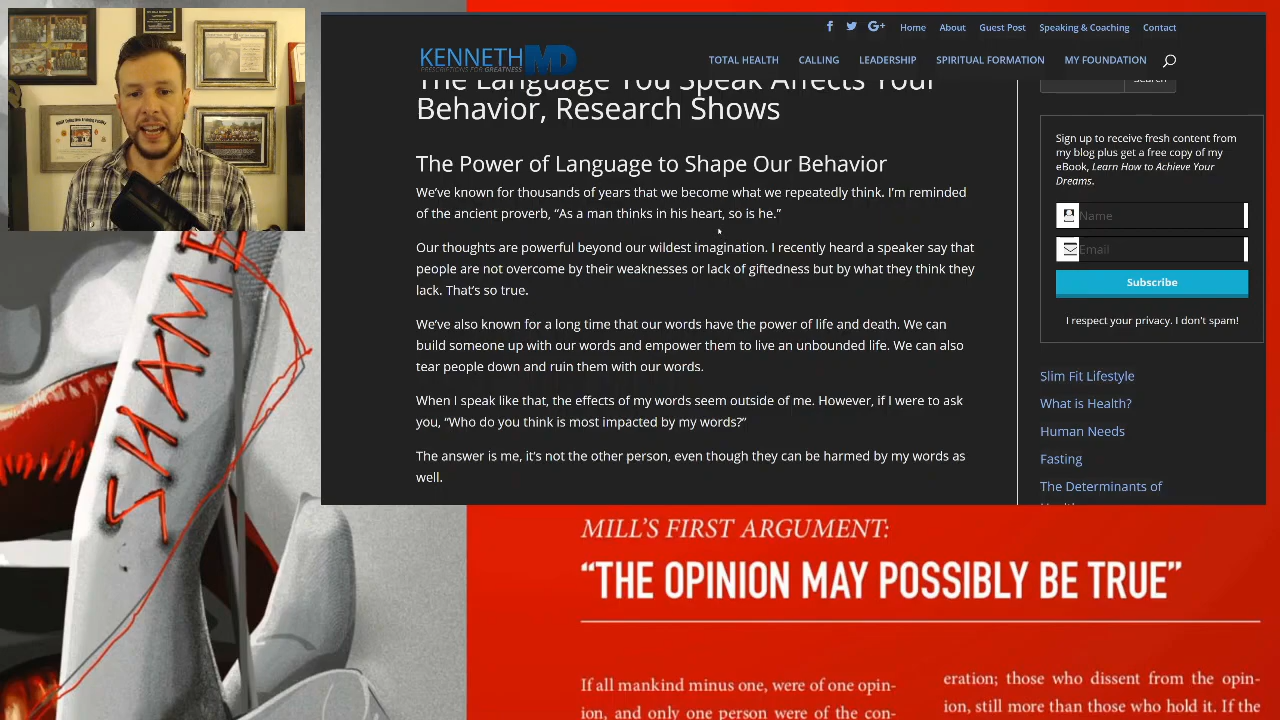 Home
About
Guest Post
Speaking & Coaching
Contact
KENNETHMD
PRESCRIPTIONS FOR GREATNESS
TOTAL HEALTH
CALLING
LEADERSHIP
SPIRITUAL FORMATION
MY FOUNDATION
The Language You Speak Affects Your
Behavior, Research Shows
The Power of Language to Shape Our Behavior
We’ve known for thousands of years that we become what we repeatedly think. I’m reminded
of the ancient proverb, “As a man thinks in his heart, so is he.”
Our thoughts are powerful beyond our wildest imagination. I recently heard a speaker say that
people are not overcome by their weaknesses or lack of giftedness but by what they think they
lack. That’s so true.
We’ve also known for a long time that our words have the power of life and death. We can
build someone up with our words and empower them to live an unbounded life. We can also
tear people down and ruin them with our words.
When I speak like that, the effects of my words seem outside of me. However, if I were to ask
you, “Who do you think is most impacted by my words?”
The answer is me, it’s not the other person, even though they can be harmed by my words as
well.
Search
Sign up to receive fresh content from
my blog plus get a free copy of my
eBook, Learn How to Achieve Your
Dreams.
Name
Email
Subscribe
I respect your privacy. I don't spam!
Slim Fit Lifestyle
What is Health?
Human Needs
Fasting
The Determinants of
SHAME
MILL’S FIRST ARGUMENT:
“THE OPINION MAY POSSIBLY BE TRUE”
If all mankind minus one, were of one opin-
ion, and only one person were of the con-
eration; those who dissent from the opin-
ion, still more than those who hold it. If the